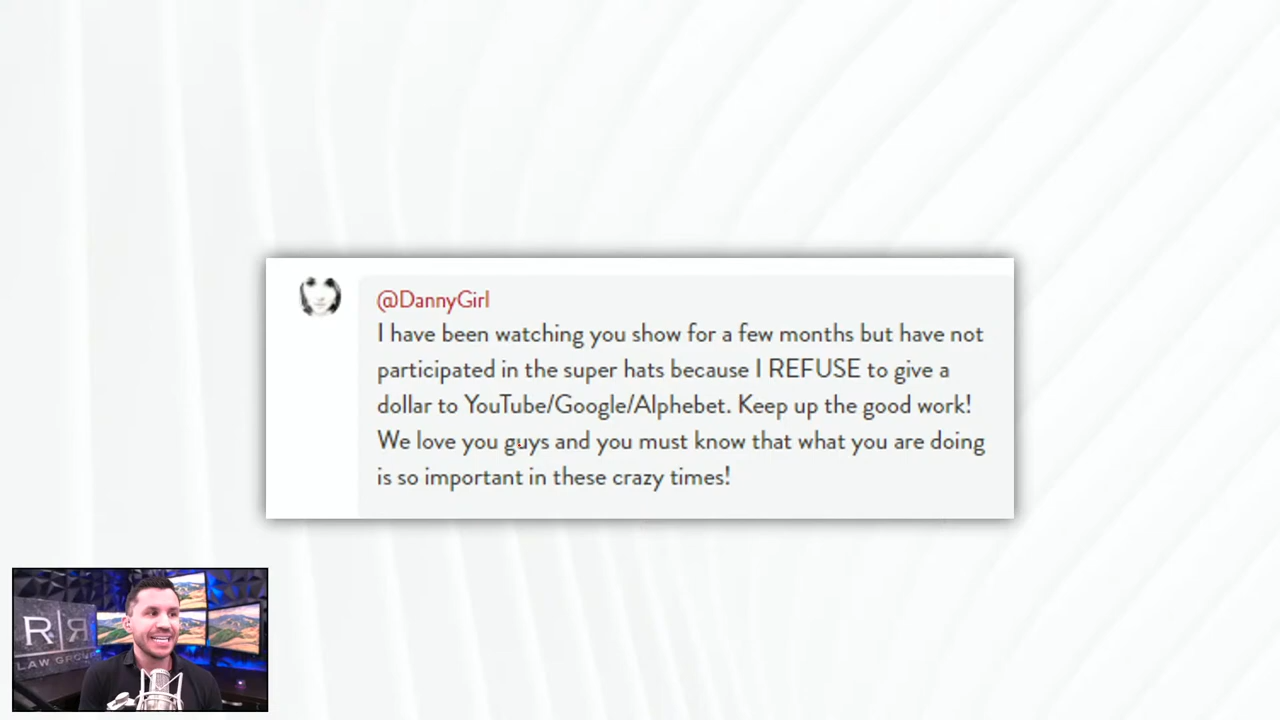 @DannyGirl
I have been watching you show for a few months but have not
participated in the super hats because I REFUSE to give a
dollar to YouTube/Google/Alphebet. Keep up the good work!
We love you guys and you must know that what you are doing
is so important in these crazy times!
R|R
LAW GROUP